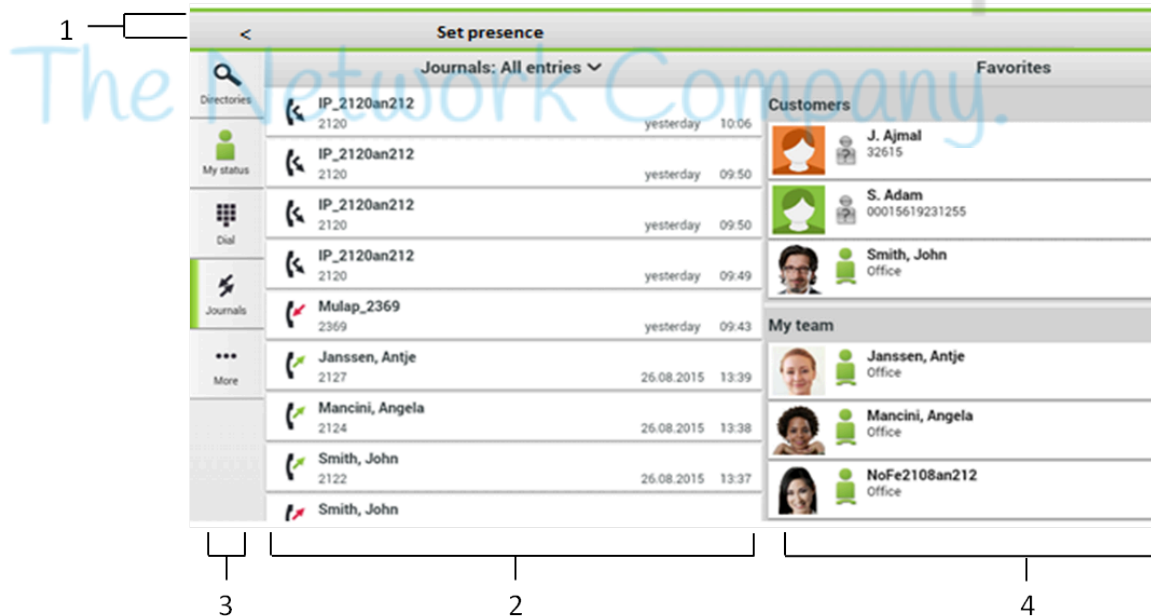 1
<
Set presence
The Network Company.
Directories
My status
Dial
Journals
More
Journals: All entries
IP_2120an212
2120 yesterday 10:06
IP_2120an212
2120 yesterday 09:50
IP_2120an212
2120 yesterday 09:50
IP_2120an212
2120 yesterday 09:49
Mulap_2369
2369 yesterday 09:43
Janssen, Antje
2127 26.08.2015 13:39
Mancini, Angela
2124 26.08.2015 13:38
Smith, John
2122 26.08.2015 13:37
Smith, John
Favorites
Customers
J. Ajmal
32615
S. Adam
00015619231255
Smith, John
Office
My team
Janssen, Antje
Office
Mancini, Angela
Office
NoFe2108an212
Office
3
2
4